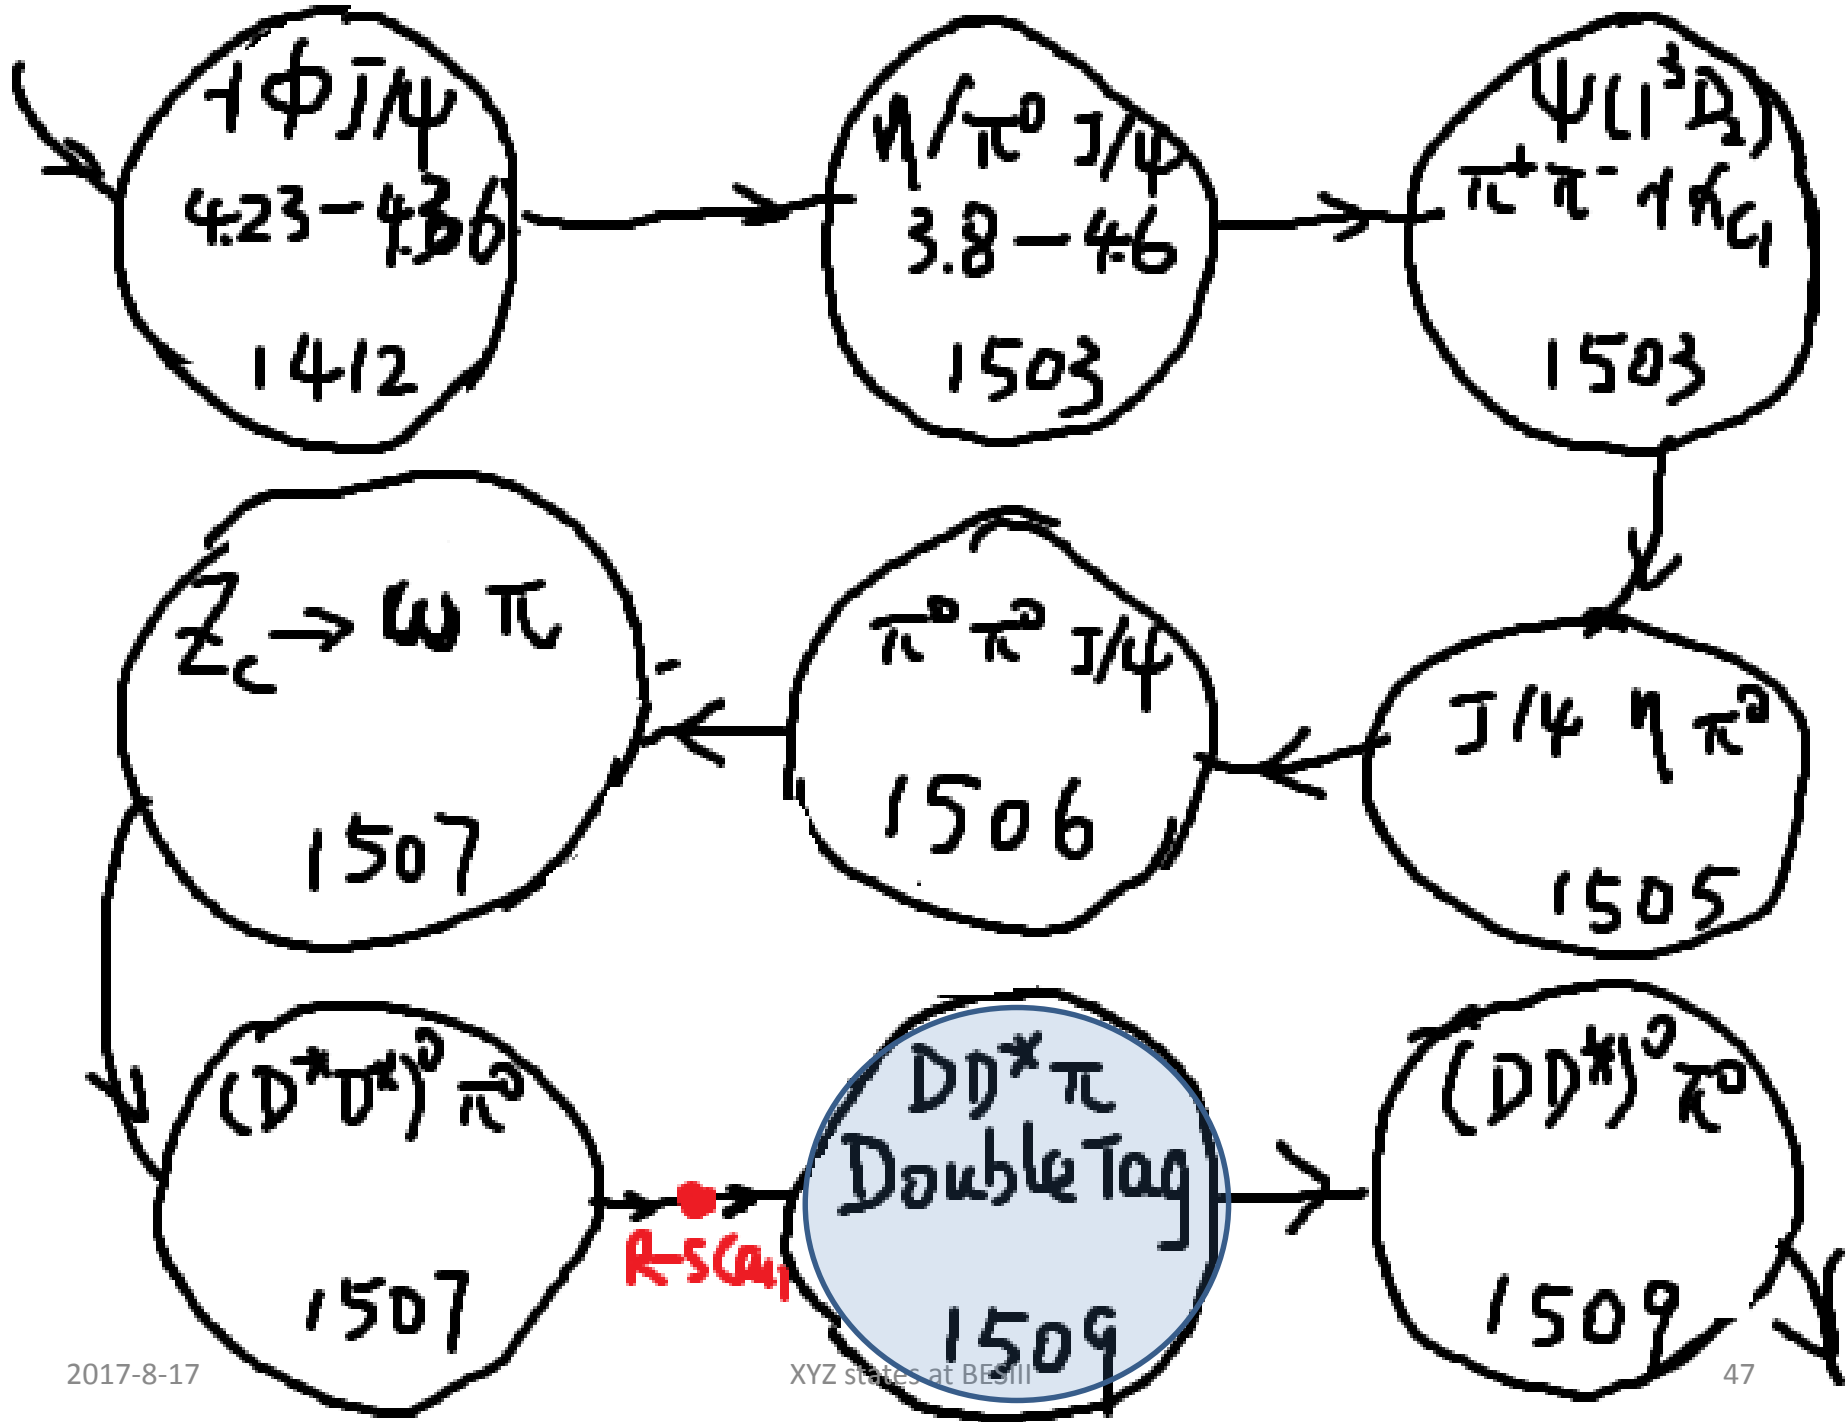 γΦJ/ψ
4.23-4.36
1412
η/π⁰ J/ψ
3.8-4.6
1503
ψ(1³D₂)
π⁺π⁻γχc1
1503
Zc→ωπ
1507
π⁰π⁰J/ψ
1506
J/ψηπ⁰
1505
(D*D*)⁰π⁰
1507
R-scan
DD*π
Double Tag
1509
(DD*)⁰π⁰
1509
2017-8-17
XYZ states at BESIII
47